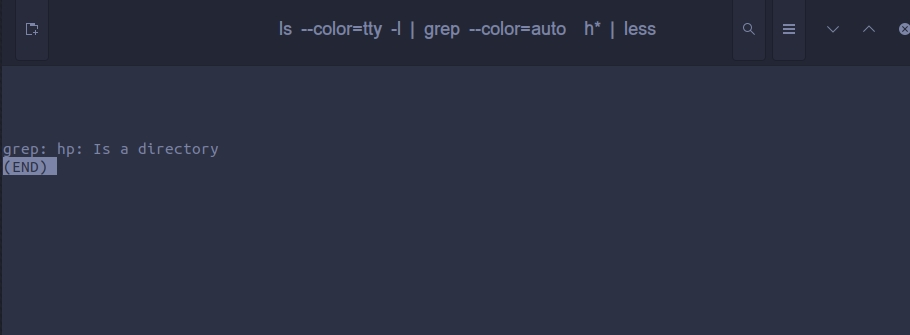 ls --color=tty -l | grep --color=auto h* | less
grep: hp: Is a directory
(END)